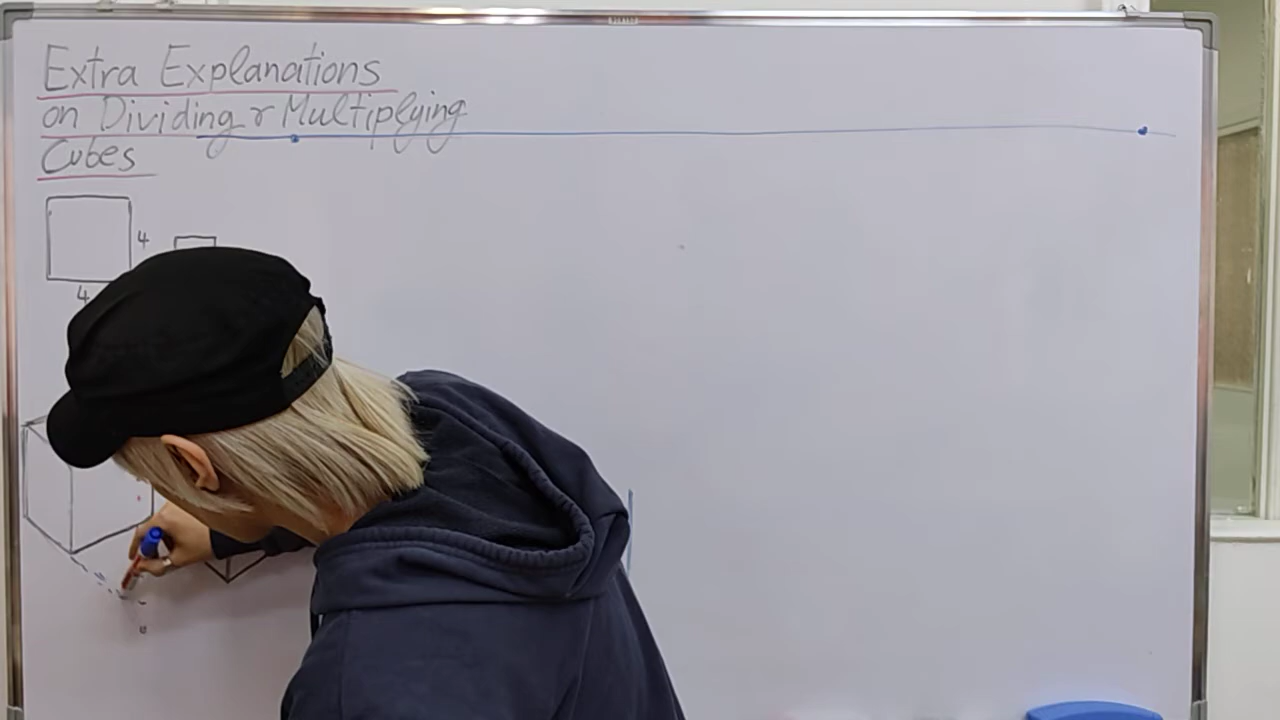 Extra Explanations
on Dividing & Multiplying
Cubes
4
4